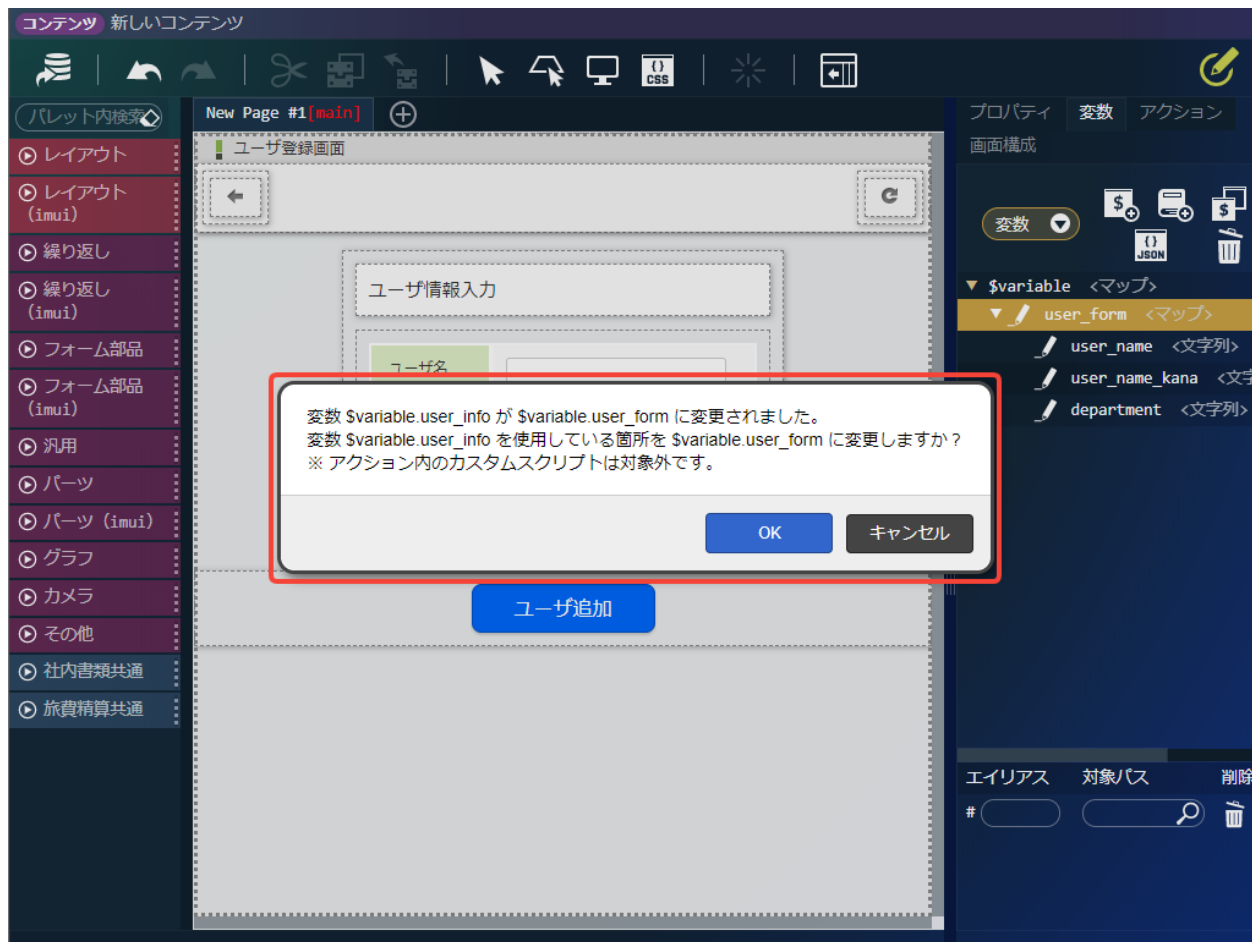 コンテンツ 新しいコンテンツ
{} CSS
パレット内検索
New Page #1[main]
プロパティ 変数 アクション
画面構成
レイアウト
レイアウト
(imui)
繰り返し
繰り返し
(imui)
フォーム部品
フォーム部品
(imui)
汎用
パーツ
パーツ (imui)
グラフ
カメラ
その他
社内書類共通
旅費精算共通
ユーザ登録画面
ユーザ情報入力
ユーザ名
変数 $variable.user_info が $variable.user_form に変更されました。
変数 $variable.user_info を使用している箇所を $variable.user_form に変更しますか？
※ アクション内のカスタムスクリプトは対象外です。
OK キャンセル
ユーザ追加
変数
$ $
{} JSON
$variable <マップ>
user_form <マップ>
user_name <文字列>
user_name_kana <文字
department <文字列>
エイリアス 対象パス 削除
#